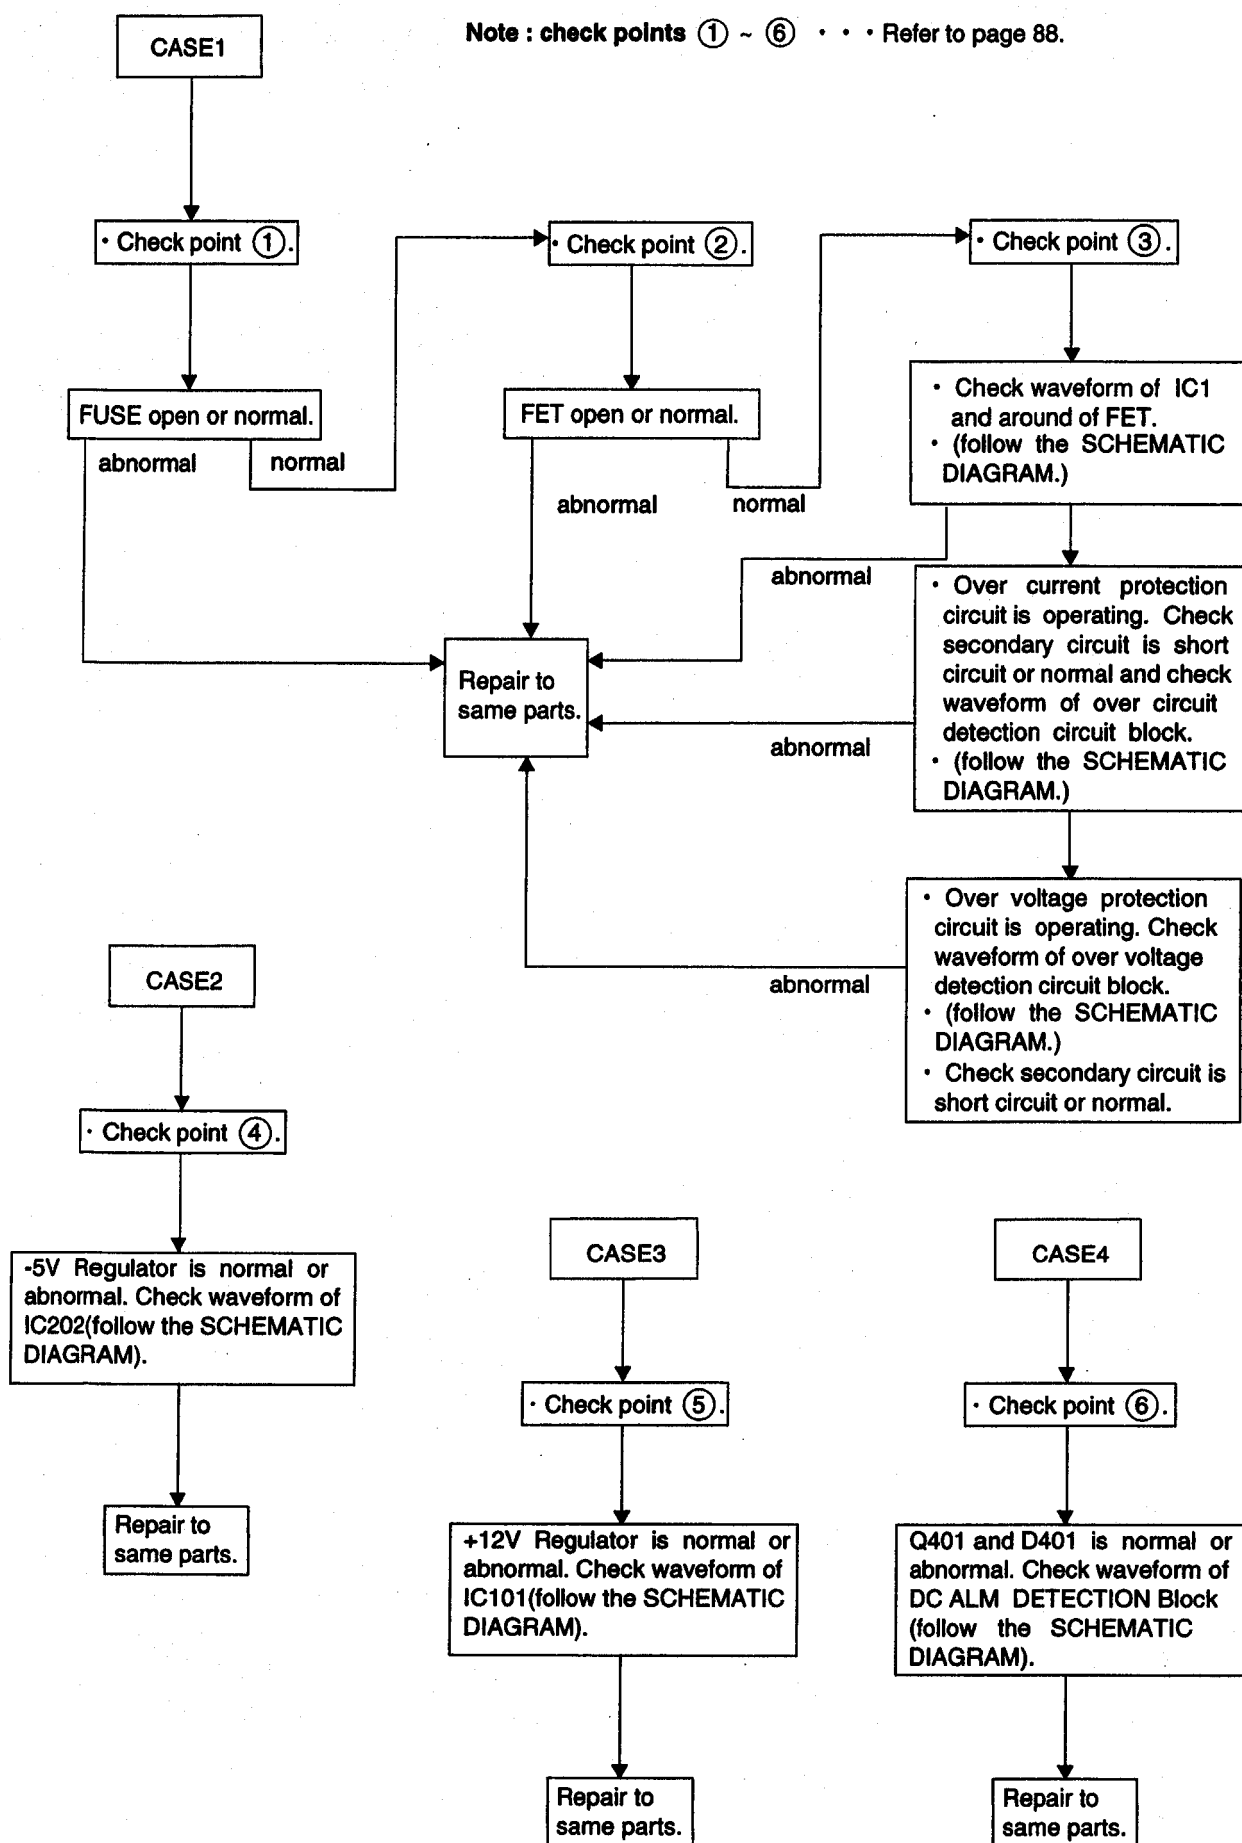 CASE1
Note : check points ① ~ ⑥ · · · Refer to page 88.
· Check point ①.
· Check point ②.
· Check point ③.
FUSE open or normal.
abnormal
normal
FET open or normal.
abnormal
normal
· Check waveform of IC1
and around of FET.
· (follow the SCHEMATIC
DIAGRAM.)
abnormal
· Over current protection
circuit is operating. Check
secondary circuit is short
circuit or normal and check
waveform of over circuit
detection circuit block.
· (follow the SCHEMATIC
DIAGRAM.)
Repair to
same parts.
abnormal
· Over voltage protection
circuit is operating. Check
waveform of over voltage
detection circuit block.
· (follow the SCHEMATIC
DIAGRAM.)
· Check secondary circuit is
short circuit or normal.
abnormal
CASE2
· Check point ④.
-5V Regulator is normal or
abnormal. Check waveform of
IC202(follow the SCHEMATIC
DIAGRAM).
Repair to
same parts.
CASE3
· Check point ⑤.
+12V Regulator is normal or
abnormal. Check waveform of
IC101(follow the SCHEMATIC
DIAGRAM).
Repair to
same parts.
CASE4
· Check point ⑥.
Q401 and D401 is normal or
abnormal. Check waveform of
DC ALM DETECTION Block
(follow the SCHEMATIC
DIAGRAM).
Repair to
same parts.